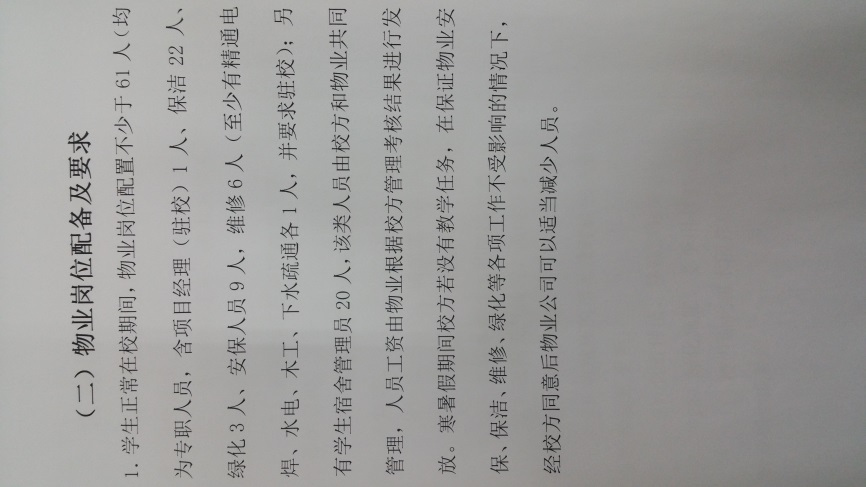 （二）物业岗位配备及要求
1. 学生正常在校期间，物业岗位配置不少于 61 人（均
为专职人员，含项目经理（驻校）1 人、保洁 22 人、
绿化 3 人、安保人员 9 人，维修 6 人（至少有精通电
焊、水电、木工、下水疏通各 1 人，并要求驻校）；另
有学生宿舍管理员 20 人，该类人员由校方和物业共同
管理，人员工资由物业根据校方管理考核结果进行发
放。寒暑假期间校方若没有教学任务，在保证物业安
保、保洁、维修、绿化等各项工作不受影响的情况下，
经校方同意后物业公司可以适当减少人员。